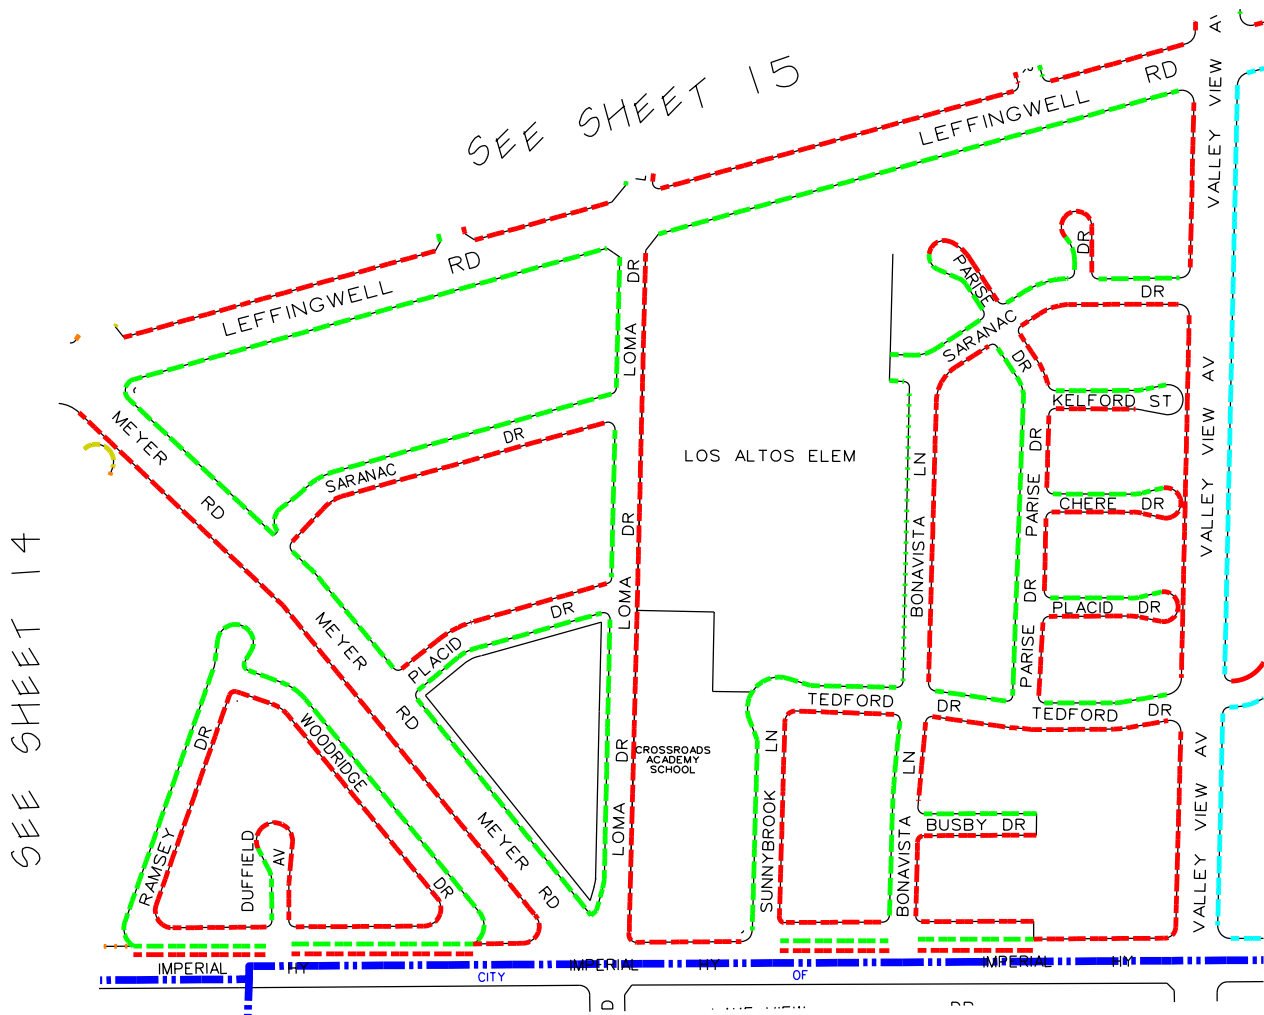 SEE SHEET 15
VALLEY VIEW
RD
LEFFINGWELL
RD
LEFFINGWELL
LOMA DR
PARISE
DR
DR
SARANAC
DR
MEYER
RD
SARANAC
DR
KELFORD ST
VALLEY VIEW AV
LOS ALTOS ELEM
BONAVISTA LN
PARISE DR
CHERE DR
LOMA DR
PLACID DR
PARISE DR
SEE SHEET 14
MEYER
RD
PLACID
DR
TEDFORD
DR
TEDFORD
DR
RAMSEY DR
WOODRIDGE
DR
LOMA DR
CROSSROADS
ACADEMY
SCHOOL
SUNNYBROOK LN
BONAVISTA LN
BUSBY DR
VALLEY VIEW AV
DUFFIELD
AV
MEYER
RD
IMPERIAL HY
IMPERIAL HY
IMPERIAL HY
CITY OF
D